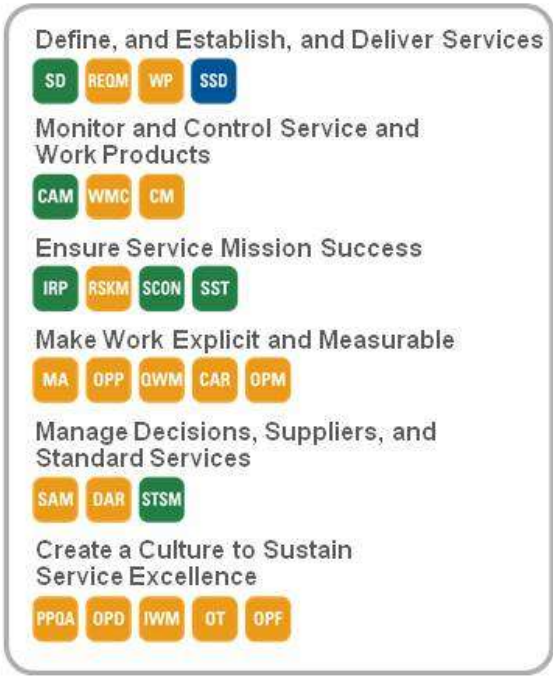 Define, and Establish, and Deliver Services
SD REQM WP SSD
Monitor and Control Service and
Work Products
CAM WMC CM
Ensure Service Mission Success
IRP RSKM SCON SST
Make Work Explicit and Measurable
MA OPP QWM CAR OPM
Manage Decisions, Suppliers, and
Standard Services
SAM DAR STSM
Create a Culture to Sustain
Service Excellence
PPQA OPD IWM OT OPF